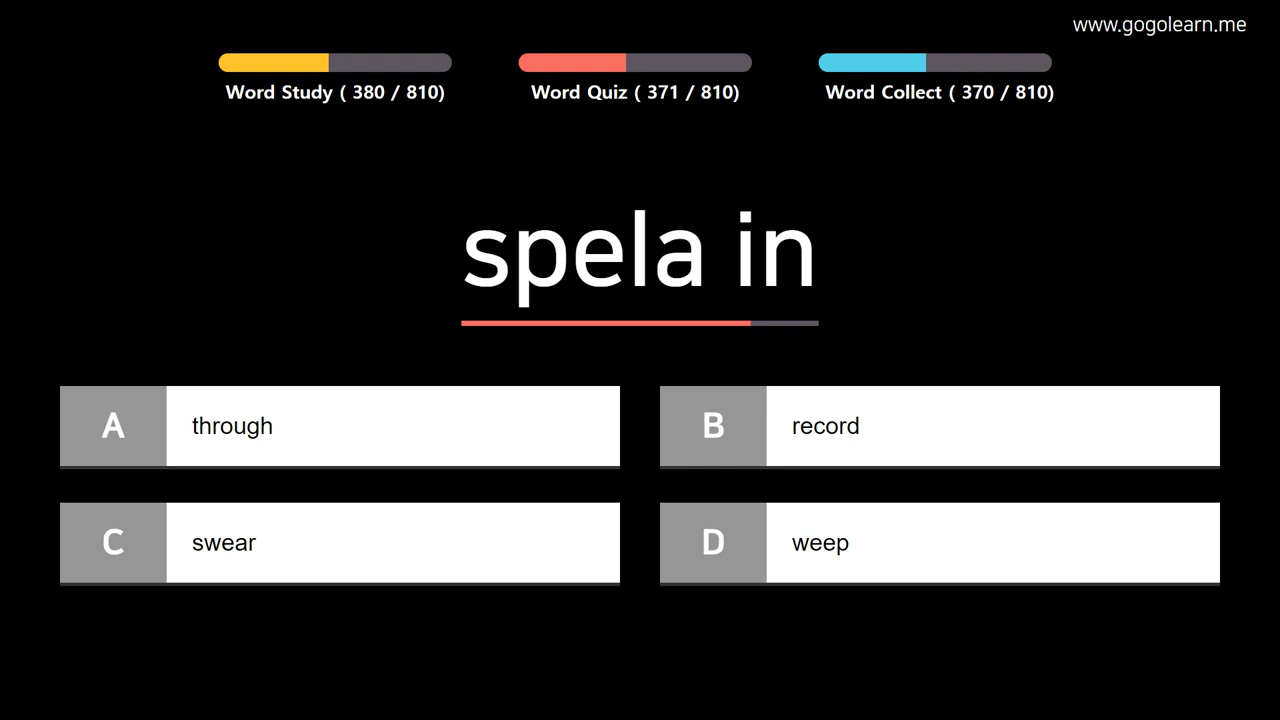 www.gogolearn.me
Word Study ( 380 / 810)
Word Quiz ( 371 / 810)
Word Collect ( 370 / 810)
spela in
A through
B record
C swear
D weep